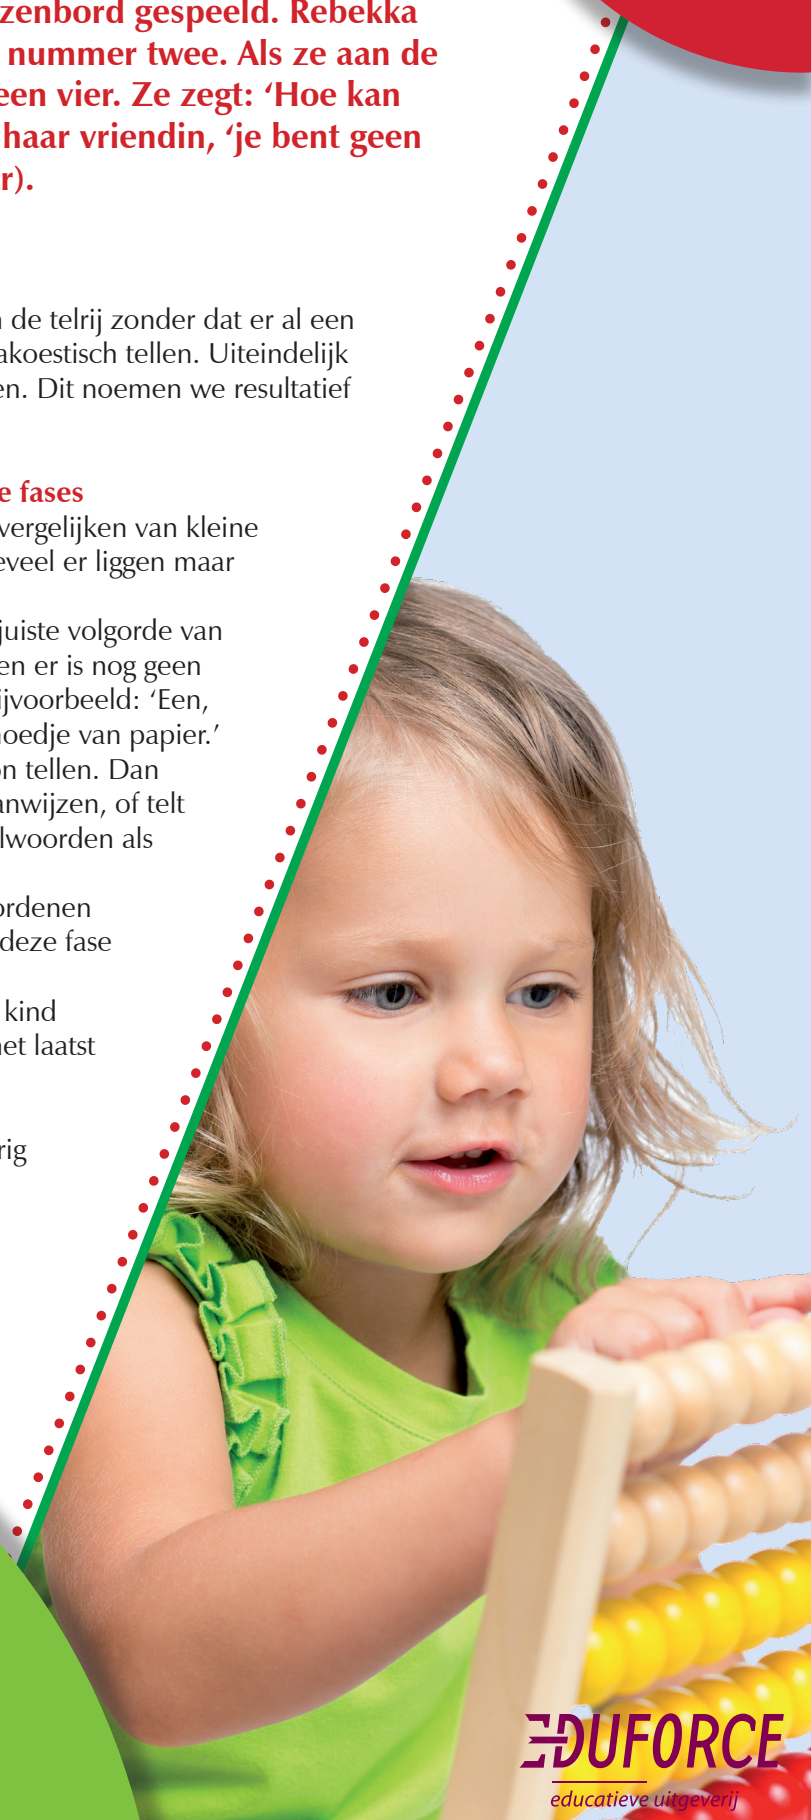 zenbord gespeeld. Rebekka
nummer twee. Als ze aan de
een vier. Ze zegt: ‘Hoe kan
haar vriendin, ‘je bent geen
r).
n de telrij zonder dat er al een
akoestisch tellen. Uiteindelijk
en. Dit noemen we resultatief
e fases
vergelijken van kleine
eveel er liggen maar
juiste volgorde van
en er is nog geen
ijvoorbeeld: ‘Een,
hoedje van papier.’
on tellen. Dan
anwijzen, of telt
lwoorden als
ordenen
deze fase
kind
het laatst
rig
EDUFORCE
educatieve uitgeverij